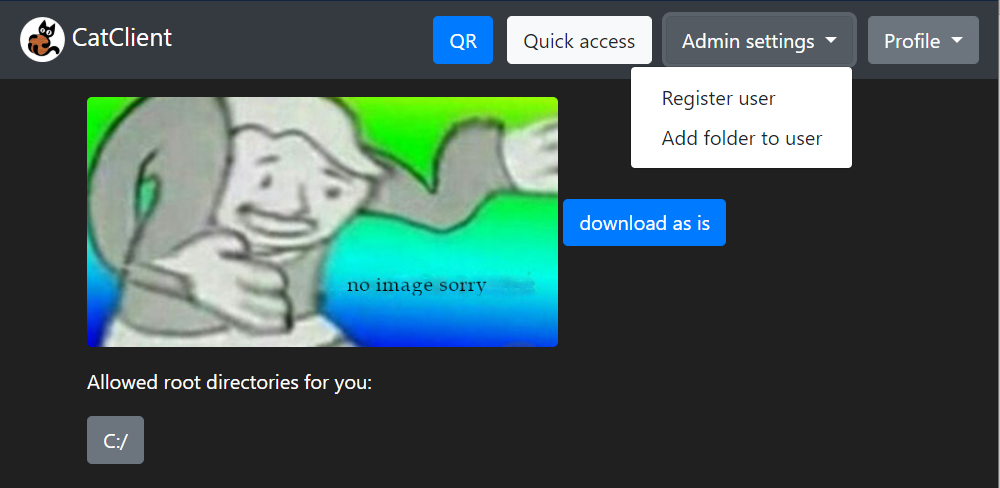 CatClient
QR
Quick access
Admin settings
Profile
Register user
Add folder to user
download as is
no image sorry
Allowed root directories for you:
C:/